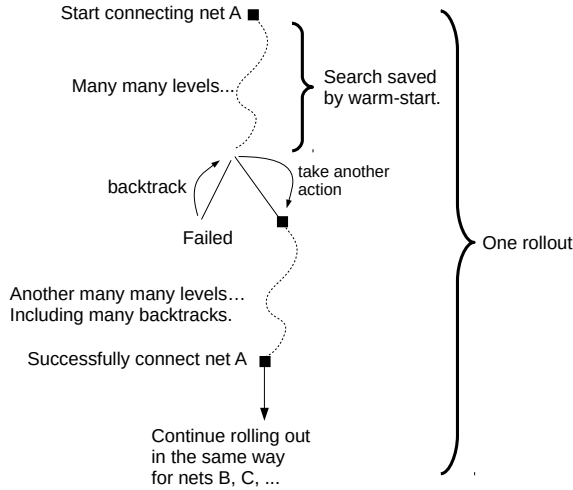 Start connecting net A
Many many levels...
Search saved
by warm-start.
take another
action
backtrack
Failed
One rollout
Another many many levels…
Including many backtracks.
Successfully connect net A
Continue rolling out
in the same way
for nets B, C, ...